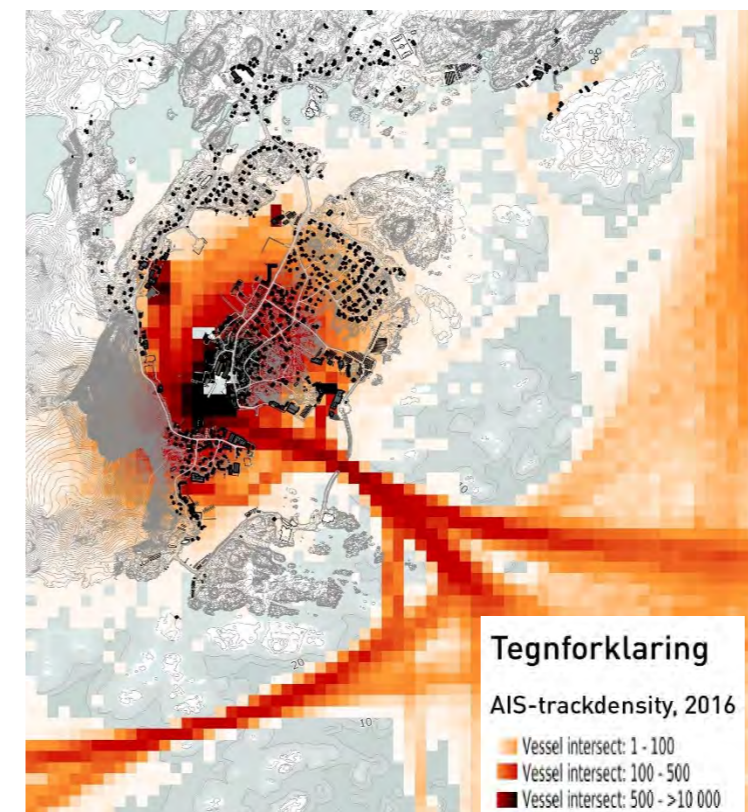 20
10
Tegnforklaring
AIS-trackdensity, 2016
Vessel intersect: 1 - 100
Vessel intersect: 100 - 500
Vessel intersect: 500 - >10 000